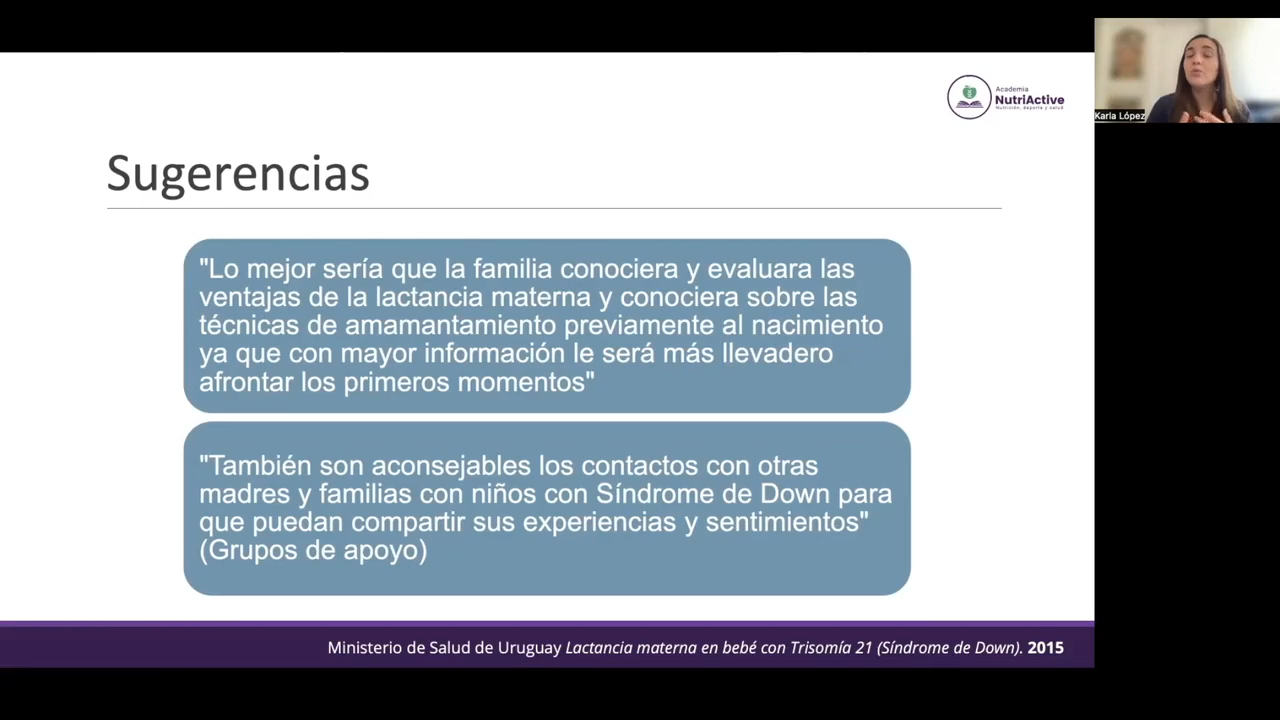 Academia
NutriActive
Nutrición, deporte y salud
Karla López
Sugerencias
"Lo mejor sería que la familia conociera y evaluara las
ventajas de la lactancia materna y conociera sobre las
técnicas de amamantamiento previamente al nacimiento
ya que con mayor información le será más llevadero
afrontar los primeros momentos"
"También son aconsejables los contactos con otras
madres y familias con niños con Síndrome de Down para
que puedan compartir sus experiencias y sentimientos"
(Grupos de apoyo)
Ministerio de Salud de Uruguay Lactancia materna en bebé con Trisomía 21 (Síndrome de Down). 2015